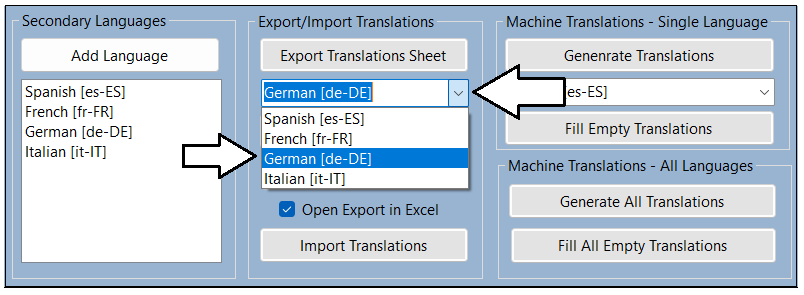 Secondary Languages
Add Language
Spanish [es-ES]
French [fr-FR]
German [de-DE]
Italian [it-IT]
Export/Import Translations
Export Translations Sheet
German [de-DE]
Spanish [es-ES]
French [fr-FR]
German [de-DE]
Italian [it-IT]
Open Export in Excel
Import Translations
Machine Translations - Single Language
Genenrate Translations
es-ES]
Fill Empty Translations
Machine Translations - All Languages
Generate All Translations
Fill All Empty Translations